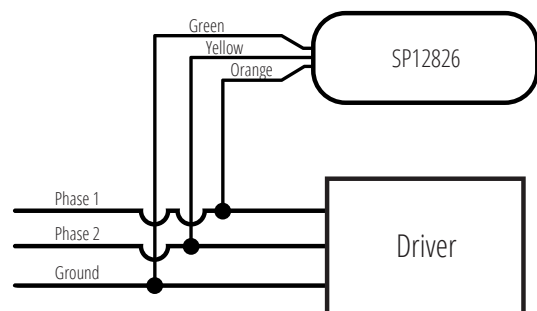 Green
Yellow
SP12826
Orange
Phase 1
Phase 2
Driver
Ground